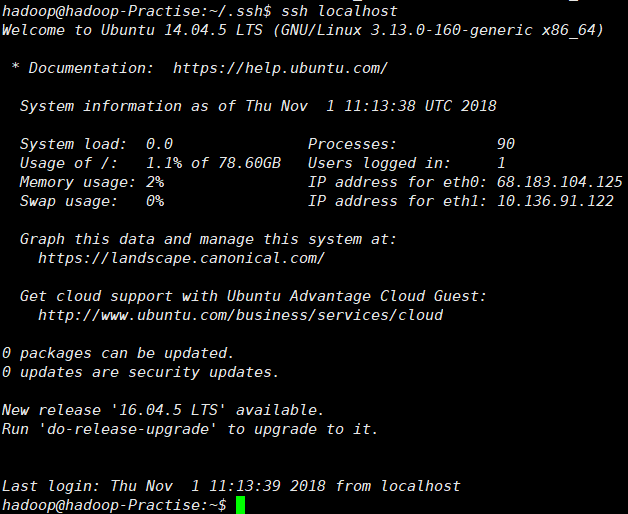 hadoop@hadoop-Practise:~/.ssh$ ssh localhost
Welcome to Ubuntu 14.04.5 LTS (GNU/Linux 3.13.0-160-generic x86_64)

 * Documentation:  https://help.ubuntu.com/

  System information as of Thu Nov  1 11:13:38 UTC 2018

  System load:  0.0               Processes:           90
  Usage of /:   1.1% of 78.60GB   Users logged in:     1
  Memory usage: 2%                IP address for eth0: 68.183.104.125
  Swap usage:   0%                IP address for eth1: 10.136.91.122

  Graph this data and manage this system at:
    https://landscape.canonical.com/

  Get cloud support with Ubuntu Advantage Cloud Guest:
    http://www.ubuntu.com/business/services/cloud

0 packages can be updated.
0 updates are security updates.

New release '16.04.5 LTS' available.
Run 'do-release-upgrade' to upgrade to it.


Last login: Thu Nov  1 11:13:39 2018 from localhost
hadoop@hadoop-Practise:~$